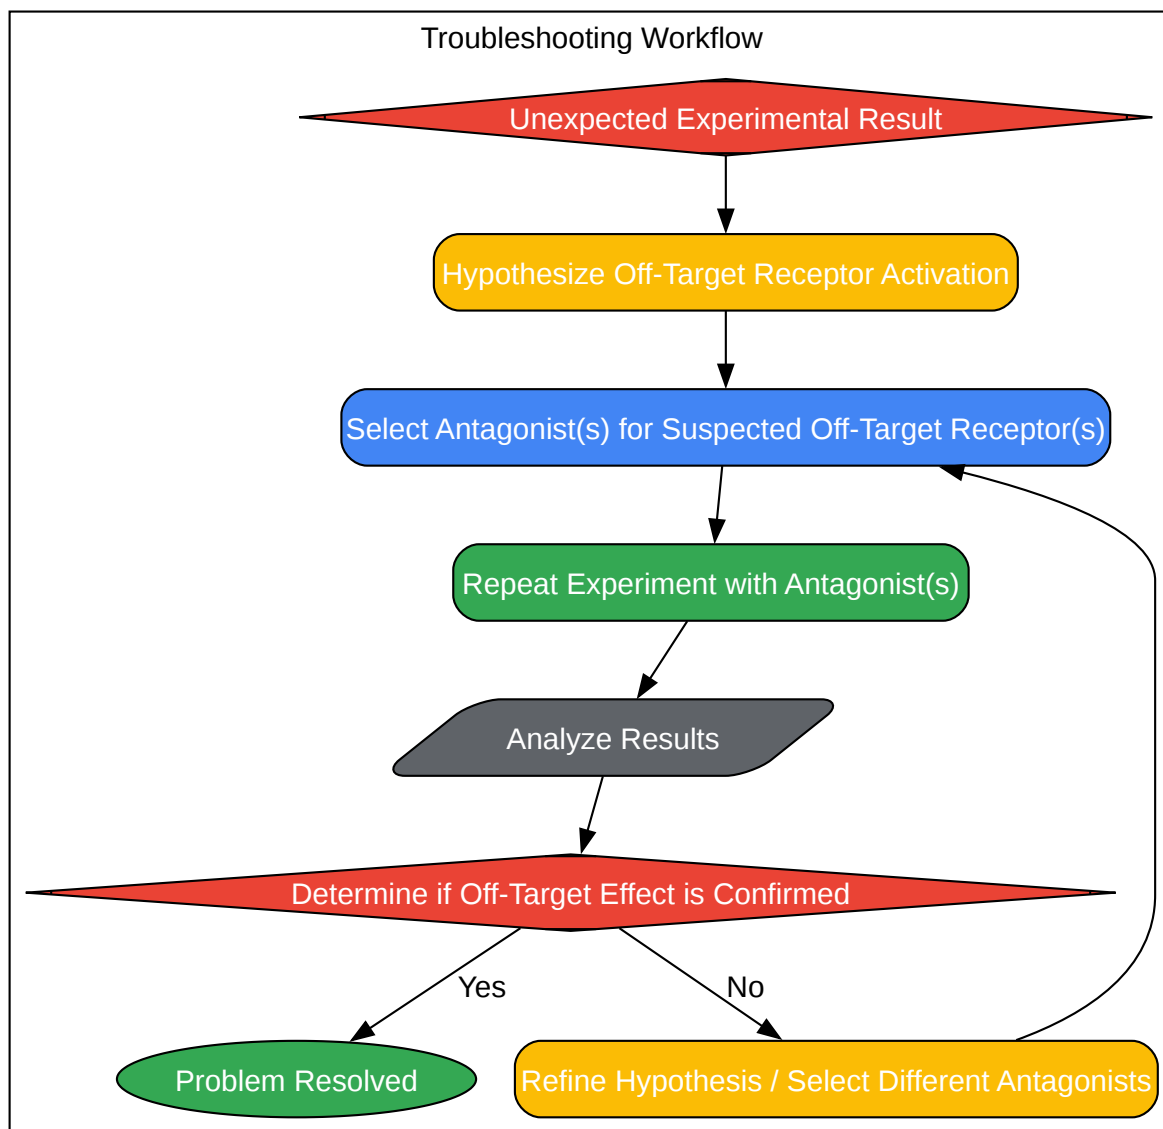 Troubleshooting Workflow
Unexpected Experimental Result
Hypothesize Off-Target Receptor Activation
Select Antagonist(s) for Suspected Off-Target Receptor(s)
Repeat Experiment with Antagonist(s)
Analyze Results
Determine if Off-Target Effect is Confirmed
Yes
No
Problem Resolved
Refine Hypothesis / Select Different Antagonists